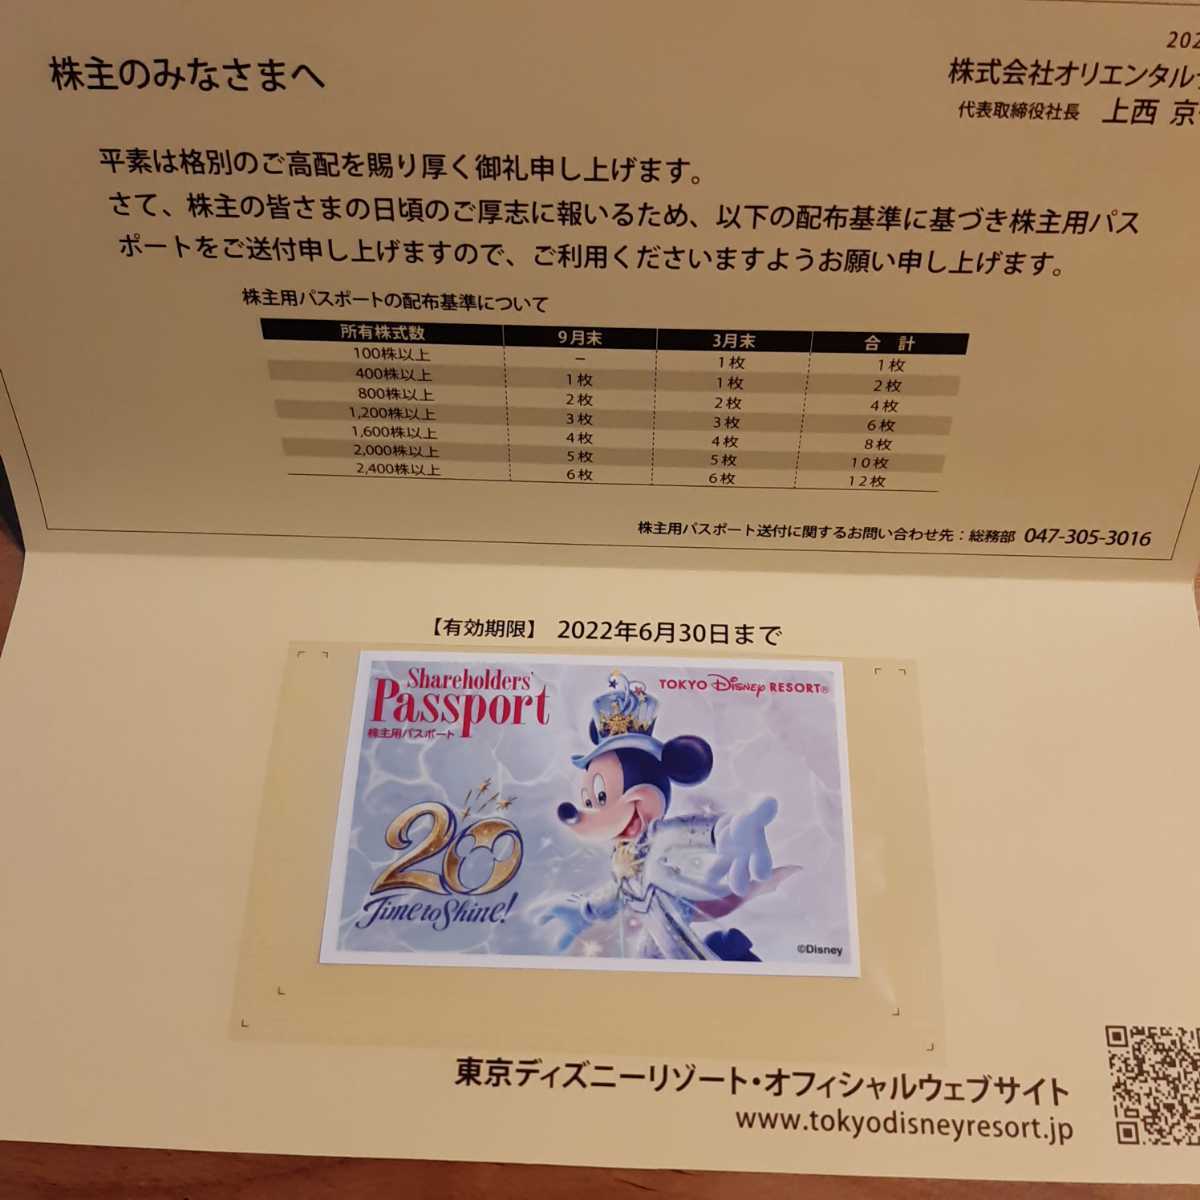 202
株主のみなさまへ
株式会社オリエンタル
代表取締役社長 上西 京
平素は格別のご高配を賜り厚く御礼申し上げます。
さて、株主の皆さまの日頃のご厚志に報いるため、以下の配布基準に基づき株主用パス
ポートをご送付申し上げますので、ご利用くださいますようお願い申し上げます。
株主用パスポートの配布基準について
所有株式数 9月末 3月末 合 計
100株以上 − 1枚 1枚
400株以上 1枚 1枚 2枚
800株以上 2枚 2枚 4枚
1,200株以上 3枚 3枚 6枚
1,600株以上 4枚 4枚 8枚
2,000株以上 5枚 5枚 10枚
2,400株以上 6枚 6枚 12枚
株主用パスポート送付に関するお問い合わせ先：総務部 047-305-3016
【有効期限】 2022年6月30日まで
Shareholders'
Passport
株主用パスポート
TOKYO Disney RESORT®
20
Time to Shine!
©Disney
東京ディズニーリゾート・オフィシャルウェブサイト
www.tokyodisneyresort.jp